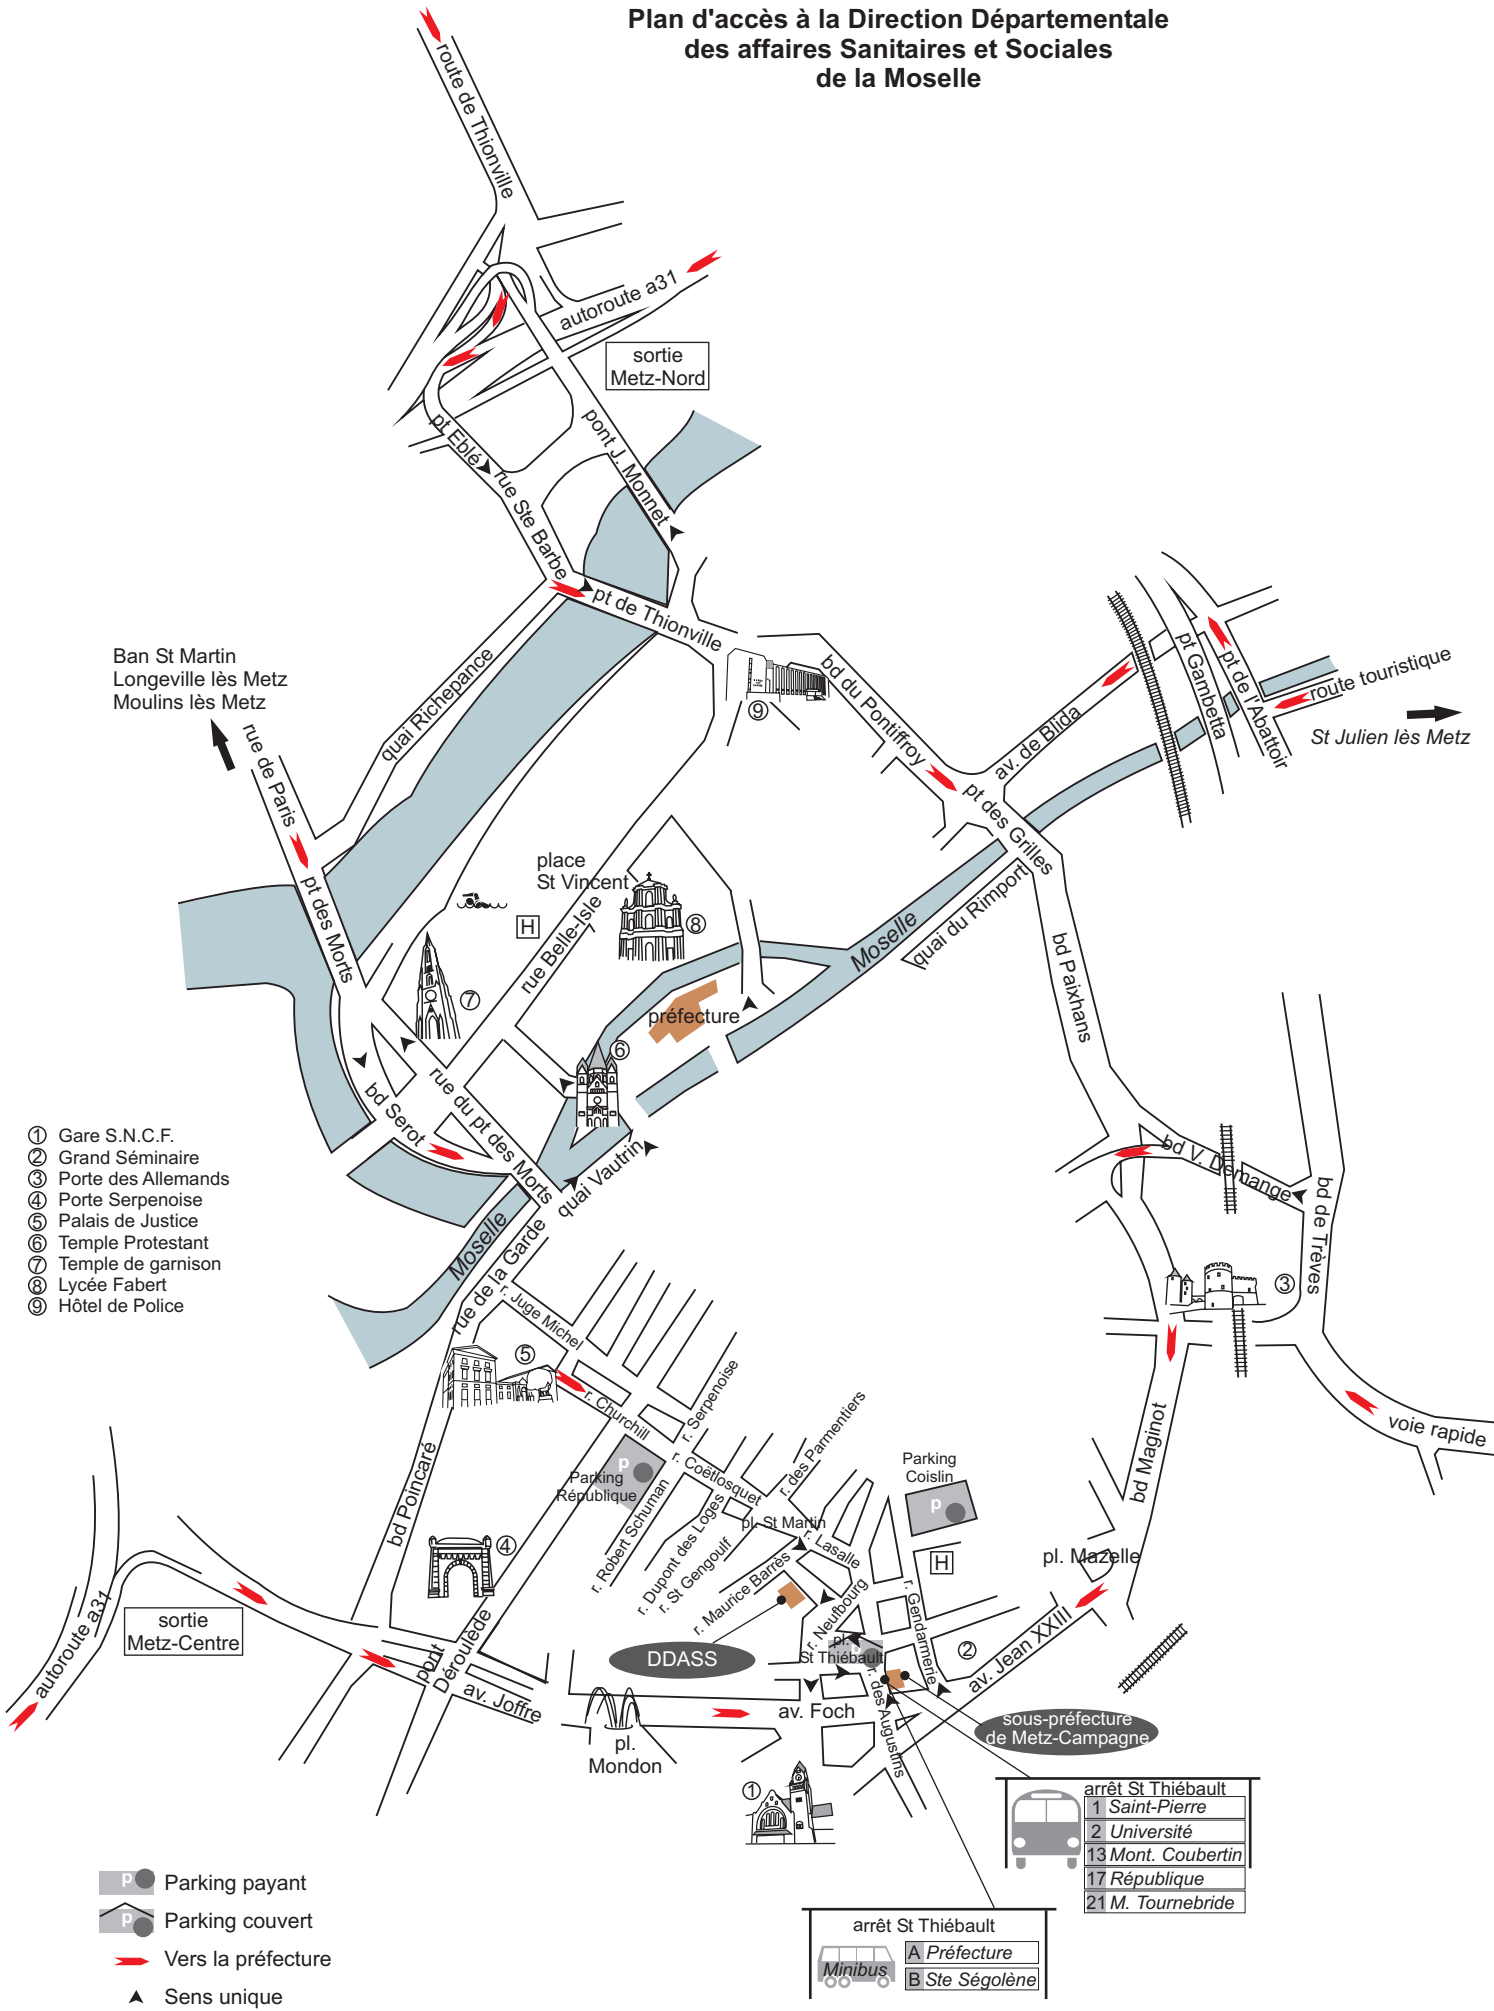 Plan d'accès à la Direction Départementale
des affaires Sanitaires et Sociales
de la Moselle
route de Thionville
autoroute a31
sortie
Metz-Nord
pt Eblé
pont J. Monnet
rue Ste Barbe
pt de Thionville
Ban St Martin
Longeville lès Metz
Moulins lès Metz
quai Richepance
rue de Paris
9
bd du Pontiffroy
av. de Blida
pt Gambetta
pt de l'Abattoir
route touristique
St Julien lès Metz
pt des Grilles
pt des Morts
place
St Vincent
H
rue Belle-Isle
8
7
Moselle
quai du Rimport
bd Paixhans
préfecture
6
bd Serot
rue du pt des Morts
quai Vautrin
bd V. Demange
bd de Trèves
3
1 Gare S.N.C.F.
2 Grand Séminaire
3 Porte des Allemands
4 Porte Serpenoise
5 Palais de Justice
6 Temple Protestant
7 Temple de garnison
8 Lycée Fabert
9 Hôtel de Police
Moselle
rue de la Garde
r. Juge Michel
5
r. Churchill
r. Serpenoise
r. des Parmentiers
voie rapide
bd Maginot
bd Poincaré
p
Parking
République
r. Coëtlosquet
Parking
Coislin
p
r. Robert Schuman
r. Dupont des Loges
r. St Gengoulf
pl. St Martin
r. Lasalle
r. Maurice Barrès
4
H
pl. Mazelle
autoroute a31
sortie
Metz-Centre
pont
Déroulède
r. Neufbourg
r. Gendarmerie
2
av. Jean XXIII
DDASS
pl.
St Thiébault
p
av. Joffre
av. Foch
r. des Augustins
sous-préfecture
de Metz-Campagne
pl.
Mondon
1
arrêt St Thiébault
1 Saint-Pierre
2 Université
13 Mont. Coubertin
17 République
21 M. Tournebride
arrêt St Thiébault
Minibus
A Préfecture
B Ste Ségolène
p Parking payant
p Parking couvert
Vers la préfecture
Sens unique